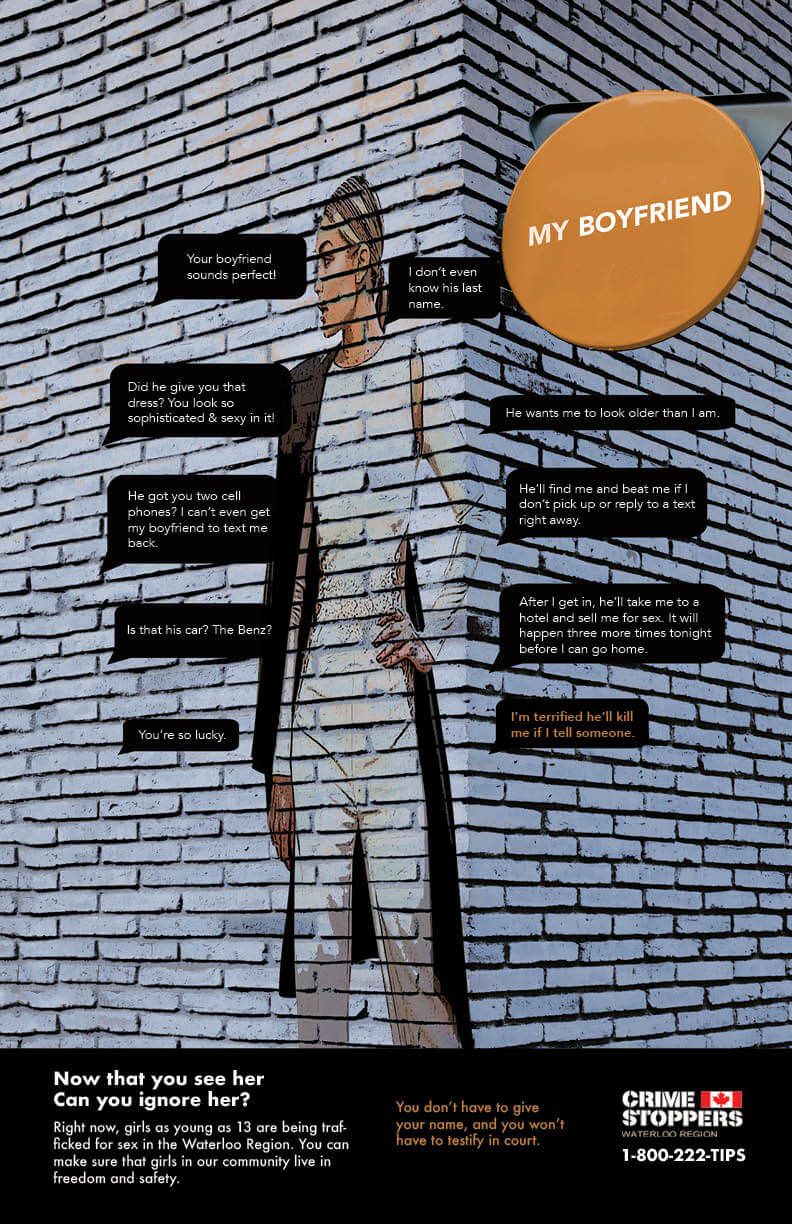 MY BOYFRIEND
Your boyfriend
sounds perfect!
I don't even
know his last
name.
Did he give you that
dress? You look so
sophisticated & sexy in it!
He wants me to look older than I am.
He got you two cell
phones? I can't even get
my boyfriend to text me
back.
He'll find me and beat me if I
don't pick up or reply to a text
right away.
Is that his car? The Benz?
After I get in, he'll take me to a
hotel and sell me for sex. It will
happen three more times tonight
before I can go home.
You're so lucky.
I'm terrified he'll kill
me if I tell someone.
Now that you see her
Can you ignore her?
Right now, girls as young as 13 are being traf-
ficked for sex in the Waterloo Region. You can
make sure that girls in our community live in
freedom and safety.
You don't have to give
your name, and you won't
have to testify in court.
CRIME
STOPPERS
WATERLOO REGION
1-800-222-TIPS